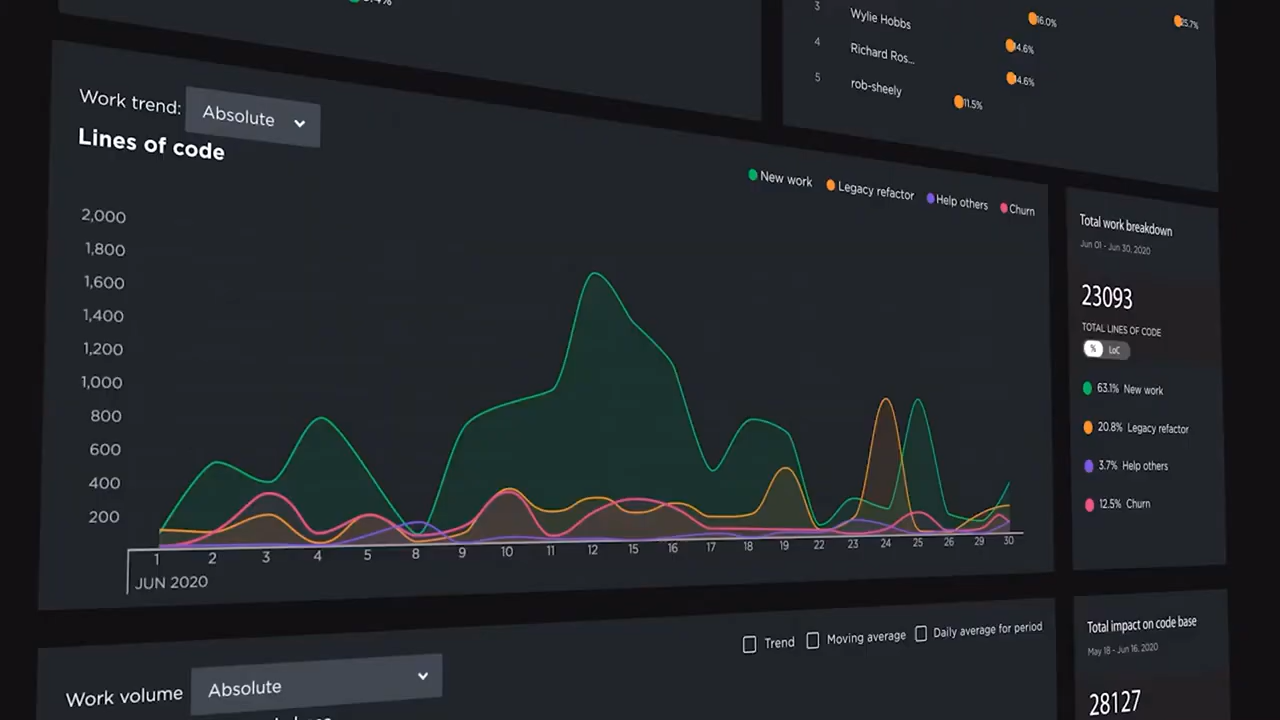 3 Wylie Hobbs 16.0% 15.7%
4 Richard Ros... 14.6%
5 rob-sheely 14.6%
11.5%
Work trend: Absolute
Lines of code
New work Legacy refactor Help others Churn
2,000
1,800
1,600
1,400
1,200
1,000
800
600
400
200
1 2 3 4 5 8 9 10 11 12 15 16 17 18 19 22 23 24 25 26 29 30
JUN 2020
Total work breakdown
Jun 01 - Jun 30, 2020
23093
TOTAL LINES OF CODE
% LoC
63.1% New work
20.8% Legacy refactor
3.7% Help others
12.5% Churn
Trend Moving average Daily average for period
Work volume Absolute
Total impact on code base
May 18 - Jun 16, 2020
28127